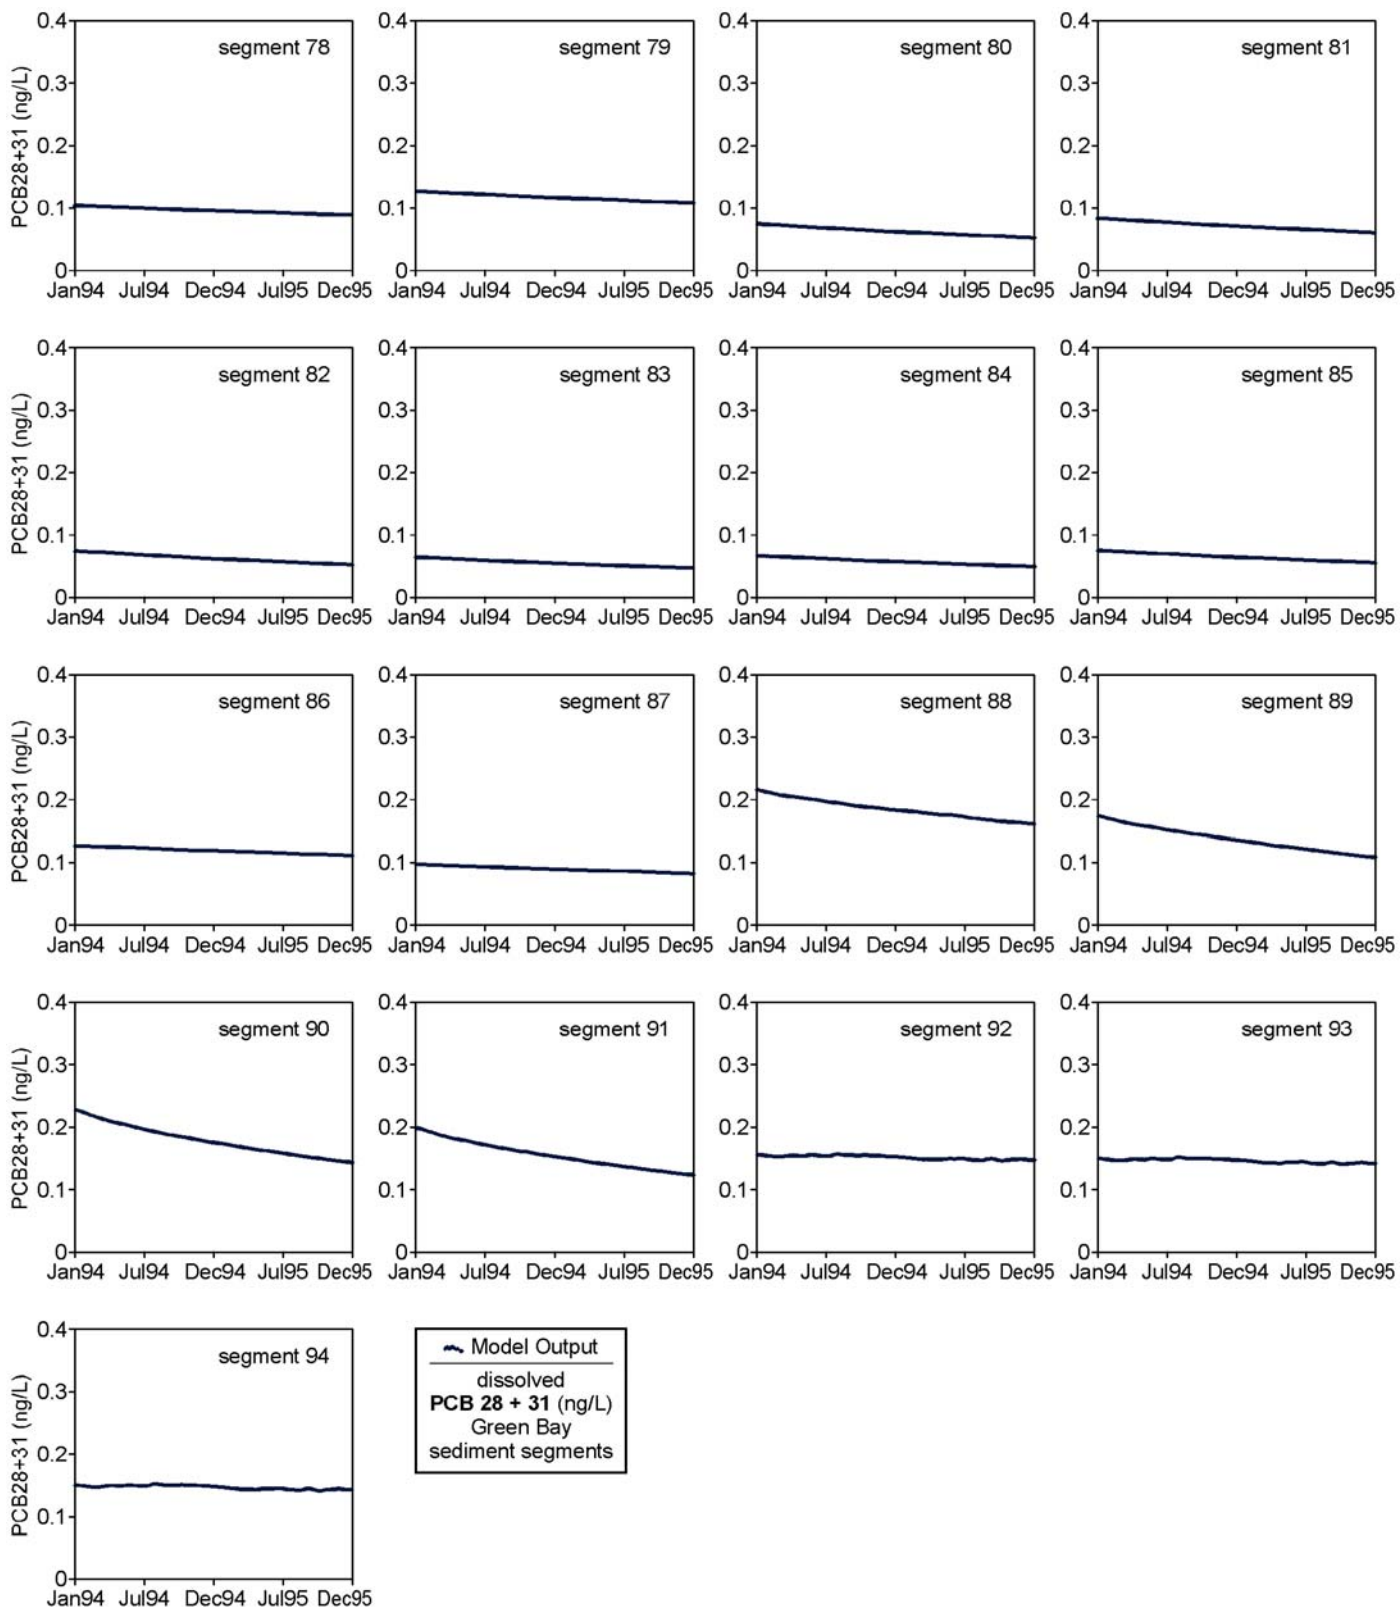 segment 78
segment 79
segment 80
segment 81
PCB28+31 (ng/L)
0.4
0.3
0.2
0.1
0
0.4
0.3
0.2
0.1
0
0.4
0.3
0.2
0.1
0
0.4
0.3
0.2
0.1
0
Jan94 Jul94 Dec94 Jul95 Dec95
Jan94 Jul94 Dec94 Jul95 Dec95
Jan94 Jul94 Dec94 Jul95 Dec95
Jan94 Jul94 Dec94 Jul95 Dec95
segment 82
segment 83
segment 84
segment 85
PCB28+31 (ng/L)
0.4
0.3
0.2
0.1
0
0.4
0.3
0.2
0.1
0
0.4
0.3
0.2
0.1
0
0.4
0.3
0.2
0.1
0
Jan94 Jul94 Dec94 Jul95 Dec95
Jan94 Jul94 Dec94 Jul95 Dec95
Jan94 Jul94 Dec94 Jul95 Dec95
Jan94 Jul94 Dec94 Jul95 Dec95
segment 86
segment 87
segment 88
segment 89
PCB28+31 (ng/L)
0.4
0.3
0.2
0.1
0
0.4
0.3
0.2
0.1
0
0.4
0.3
0.2
0.1
0
0.4
0.3
0.2
0.1
0
Jan94 Jul94 Dec94 Jul95 Dec95
Jan94 Jul94 Dec94 Jul95 Dec95
Jan94 Jul94 Dec94 Jul95 Dec95
Jan94 Jul94 Dec94 Jul95 Dec95
segment 90
segment 91
segment 92
segment 93
PCB28+31 (ng/L)
0.4
0.3
0.2
0.1
0
0.4
0.3
0.2
0.1
0
0.4
0.3
0.2
0.1
0
0.4
0.3
0.2
0.1
0
Jan94 Jul94 Dec94 Jul95 Dec95
Jan94 Jul94 Dec94 Jul95 Dec95
Jan94 Jul94 Dec94 Jul95 Dec95
Jan94 Jul94 Dec94 Jul95 Dec95
segment 94
PCB28+31 (ng/L)
0.4
0.3
0.2
0.1
0
Jan94 Jul94 Dec94 Jul95 Dec95
Model Output
dissolved
PCB 28 + 31 (ng/L)
Green Bay
sediment segments